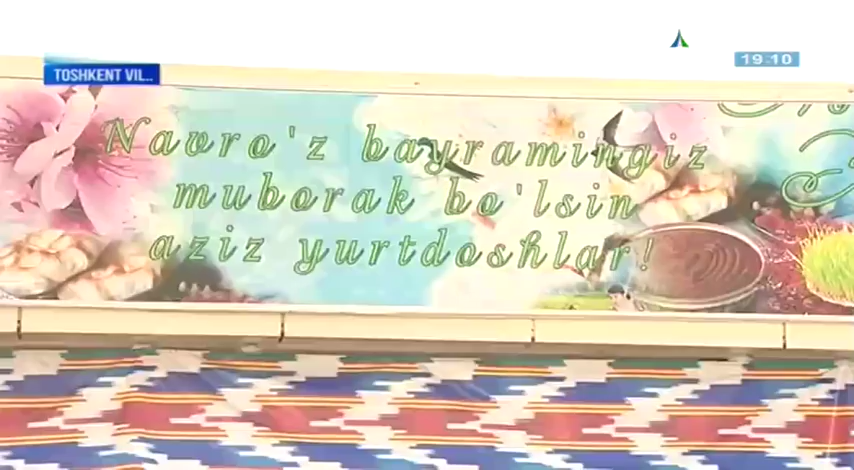 TOSHKENT VIL..
19:10
Navro'z bayramingiz
muborak bo'lsin
aziz yurtdoshlar!